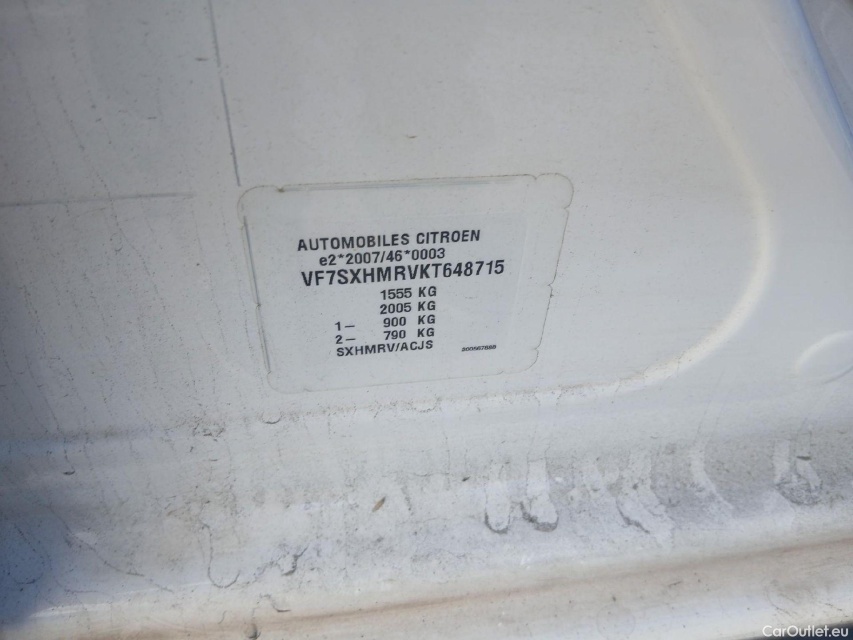 AUTOMOBILES CITROEN
e2*2007/46*0003
VF7SXHMRVKT648715
1555 KG
2005 KG
1– 900 KG
2– 790 KG
SXHMRV/ACJS
CarOutlet.eu